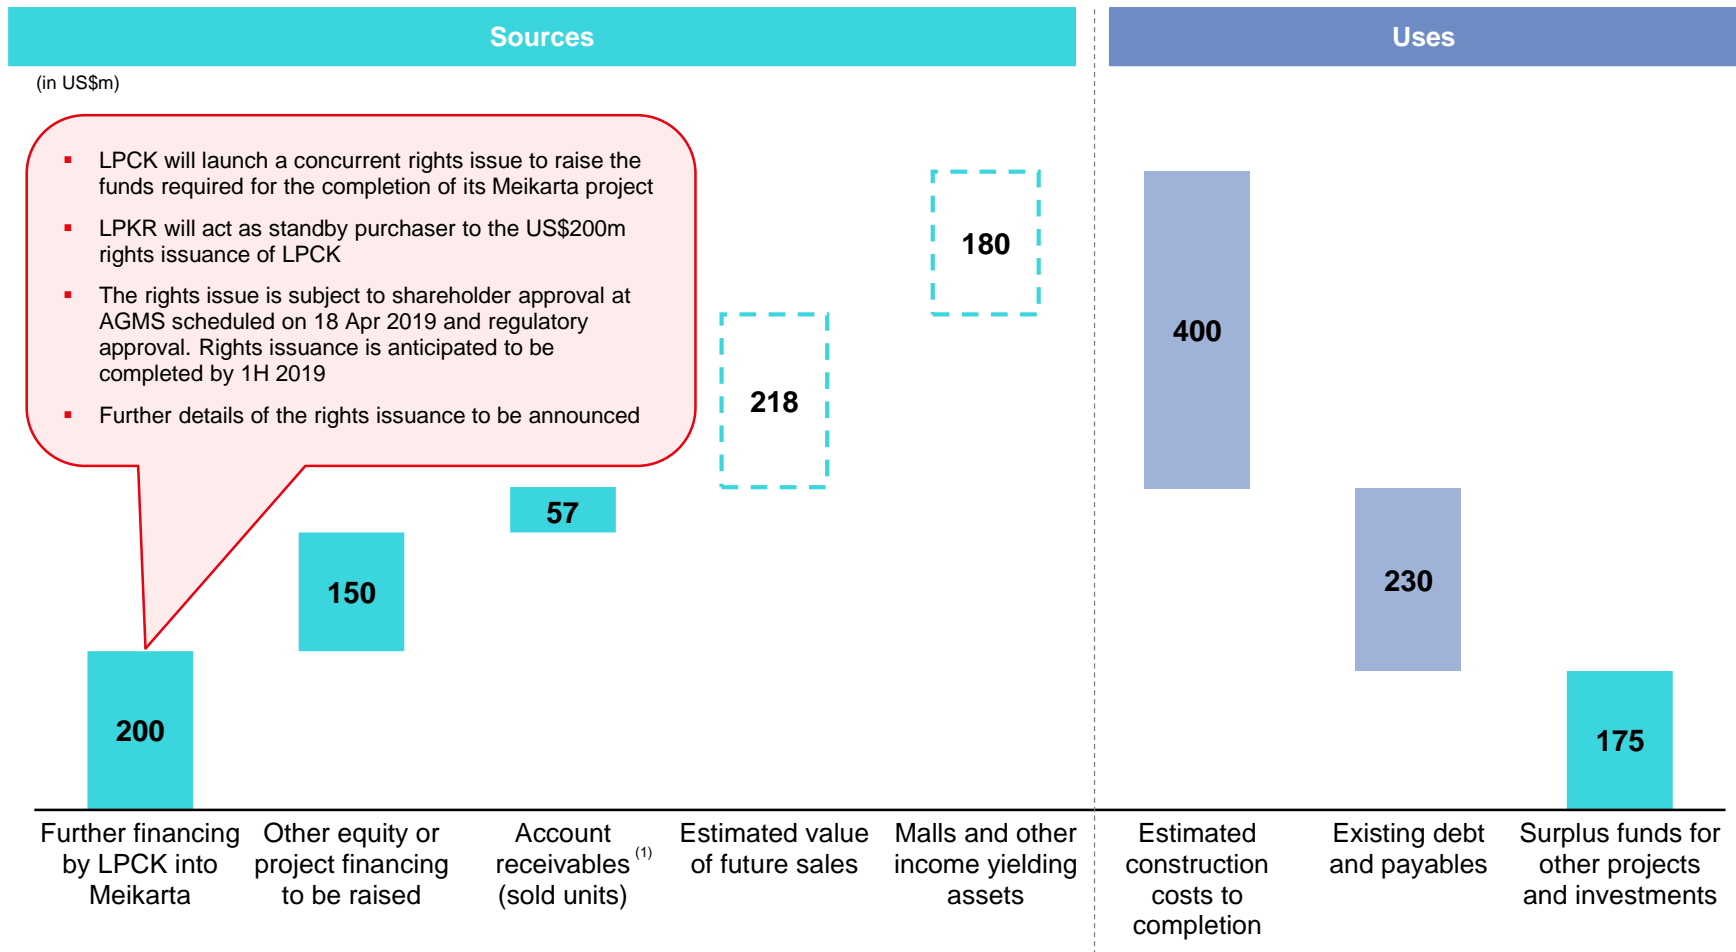 Sources
Uses
(in US$m)
▪ LPCK will launch a concurrent rights issue to raise the
funds required for the completion of its Meikarta project
▪ LPKR will act as standby purchaser to the US$200m
rights issuance of LPCK
▪ The rights issue is subject to shareholder approval at
AGMS scheduled on 18 Apr 2019 and regulatory
approval. Rights issuance is anticipated to be
completed by 1H 2019
▪ Further details of the rights issuance to be announced
200
150
57
218
180
400
230
175
Further financing
by LPCK into
Meikarta
Other equity or
project financing
to be raised
Account
receivables (1)
(sold units)
Estimated value
of future sales
Malls and other
income yielding
assets
Estimated
construction
costs to
completion
Existing debt
and payables
Surplus funds for
other projects
and investments